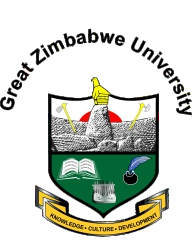 Great Zimbabwe University
KNOWLEDGE • CULTURE • DEVELOPMENT